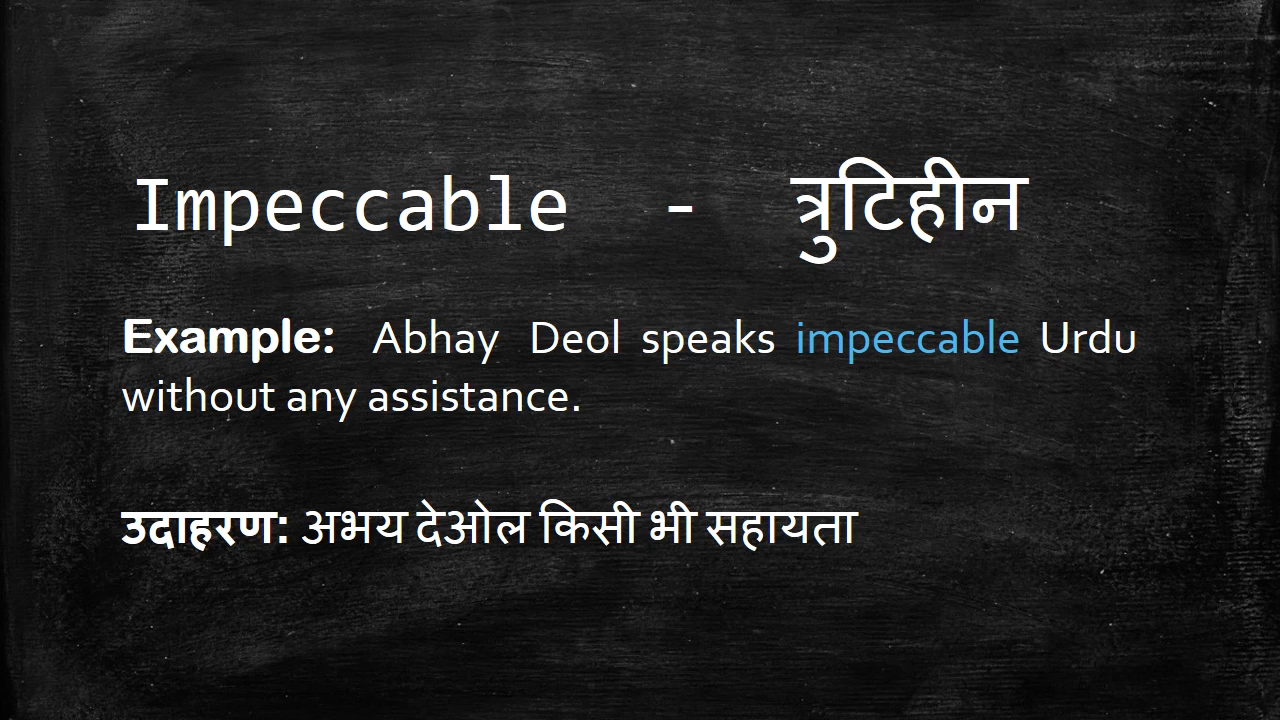 Impeccable - त्रुटिहीन
Example: Abhay Deol speaks impeccable Urdu
without any assistance.
उदाहरण: अभय देओल किसी भी सहायता